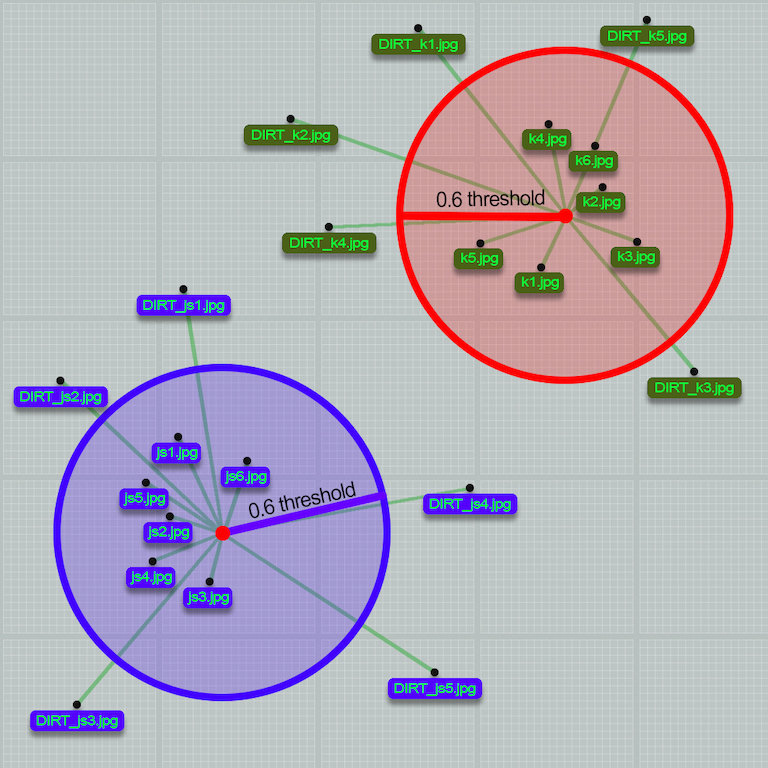 DIRT_k5.jpg
DIRT_k1.jpg
DIRT_k2.jpg
k4.jpg
k6.jpg
0.6 threshold
k2.jpg
DIRT_k4.jpg
k5.jpg
k3.jpg
k1.jpg
DIRT_js1.jpg
DIRT_k3.jpg
DIRT_js2.jpg
js1.jpg
js6.jpg
js5.jpg
0.6 threshold
DIRT_js4.jpg
js2.jpg
js4.jpg
js3.jpg
DIRT_js5.jpg
DIRT_js3.jpg